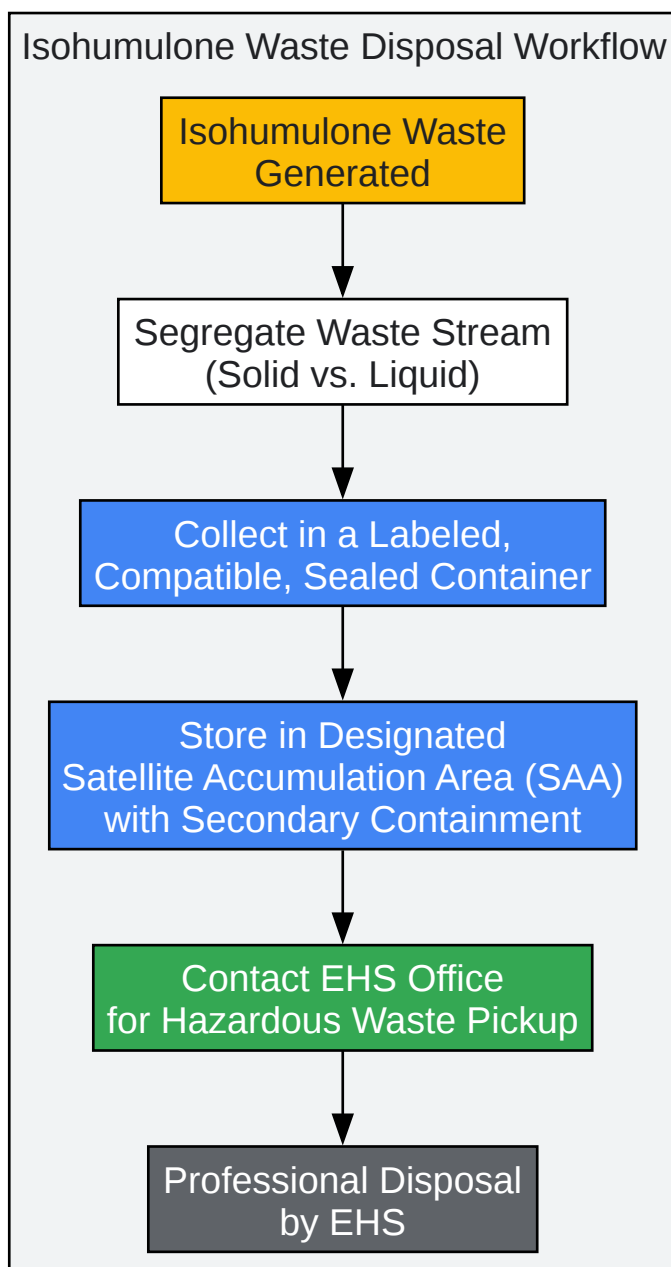 Isohumulone Waste Disposal Workflow
Isohumulone Waste
Generated
Segregate Waste Stream
(Solid vs. Liquid)
Collect in a Labeled,
Compatible, Sealed Container
Store in Designated
Satellite Accumulation Area (SAA)
with Secondary Containment
Contact EHS Office
for Hazardous Waste Pickup
Professional Disposal
by EHS